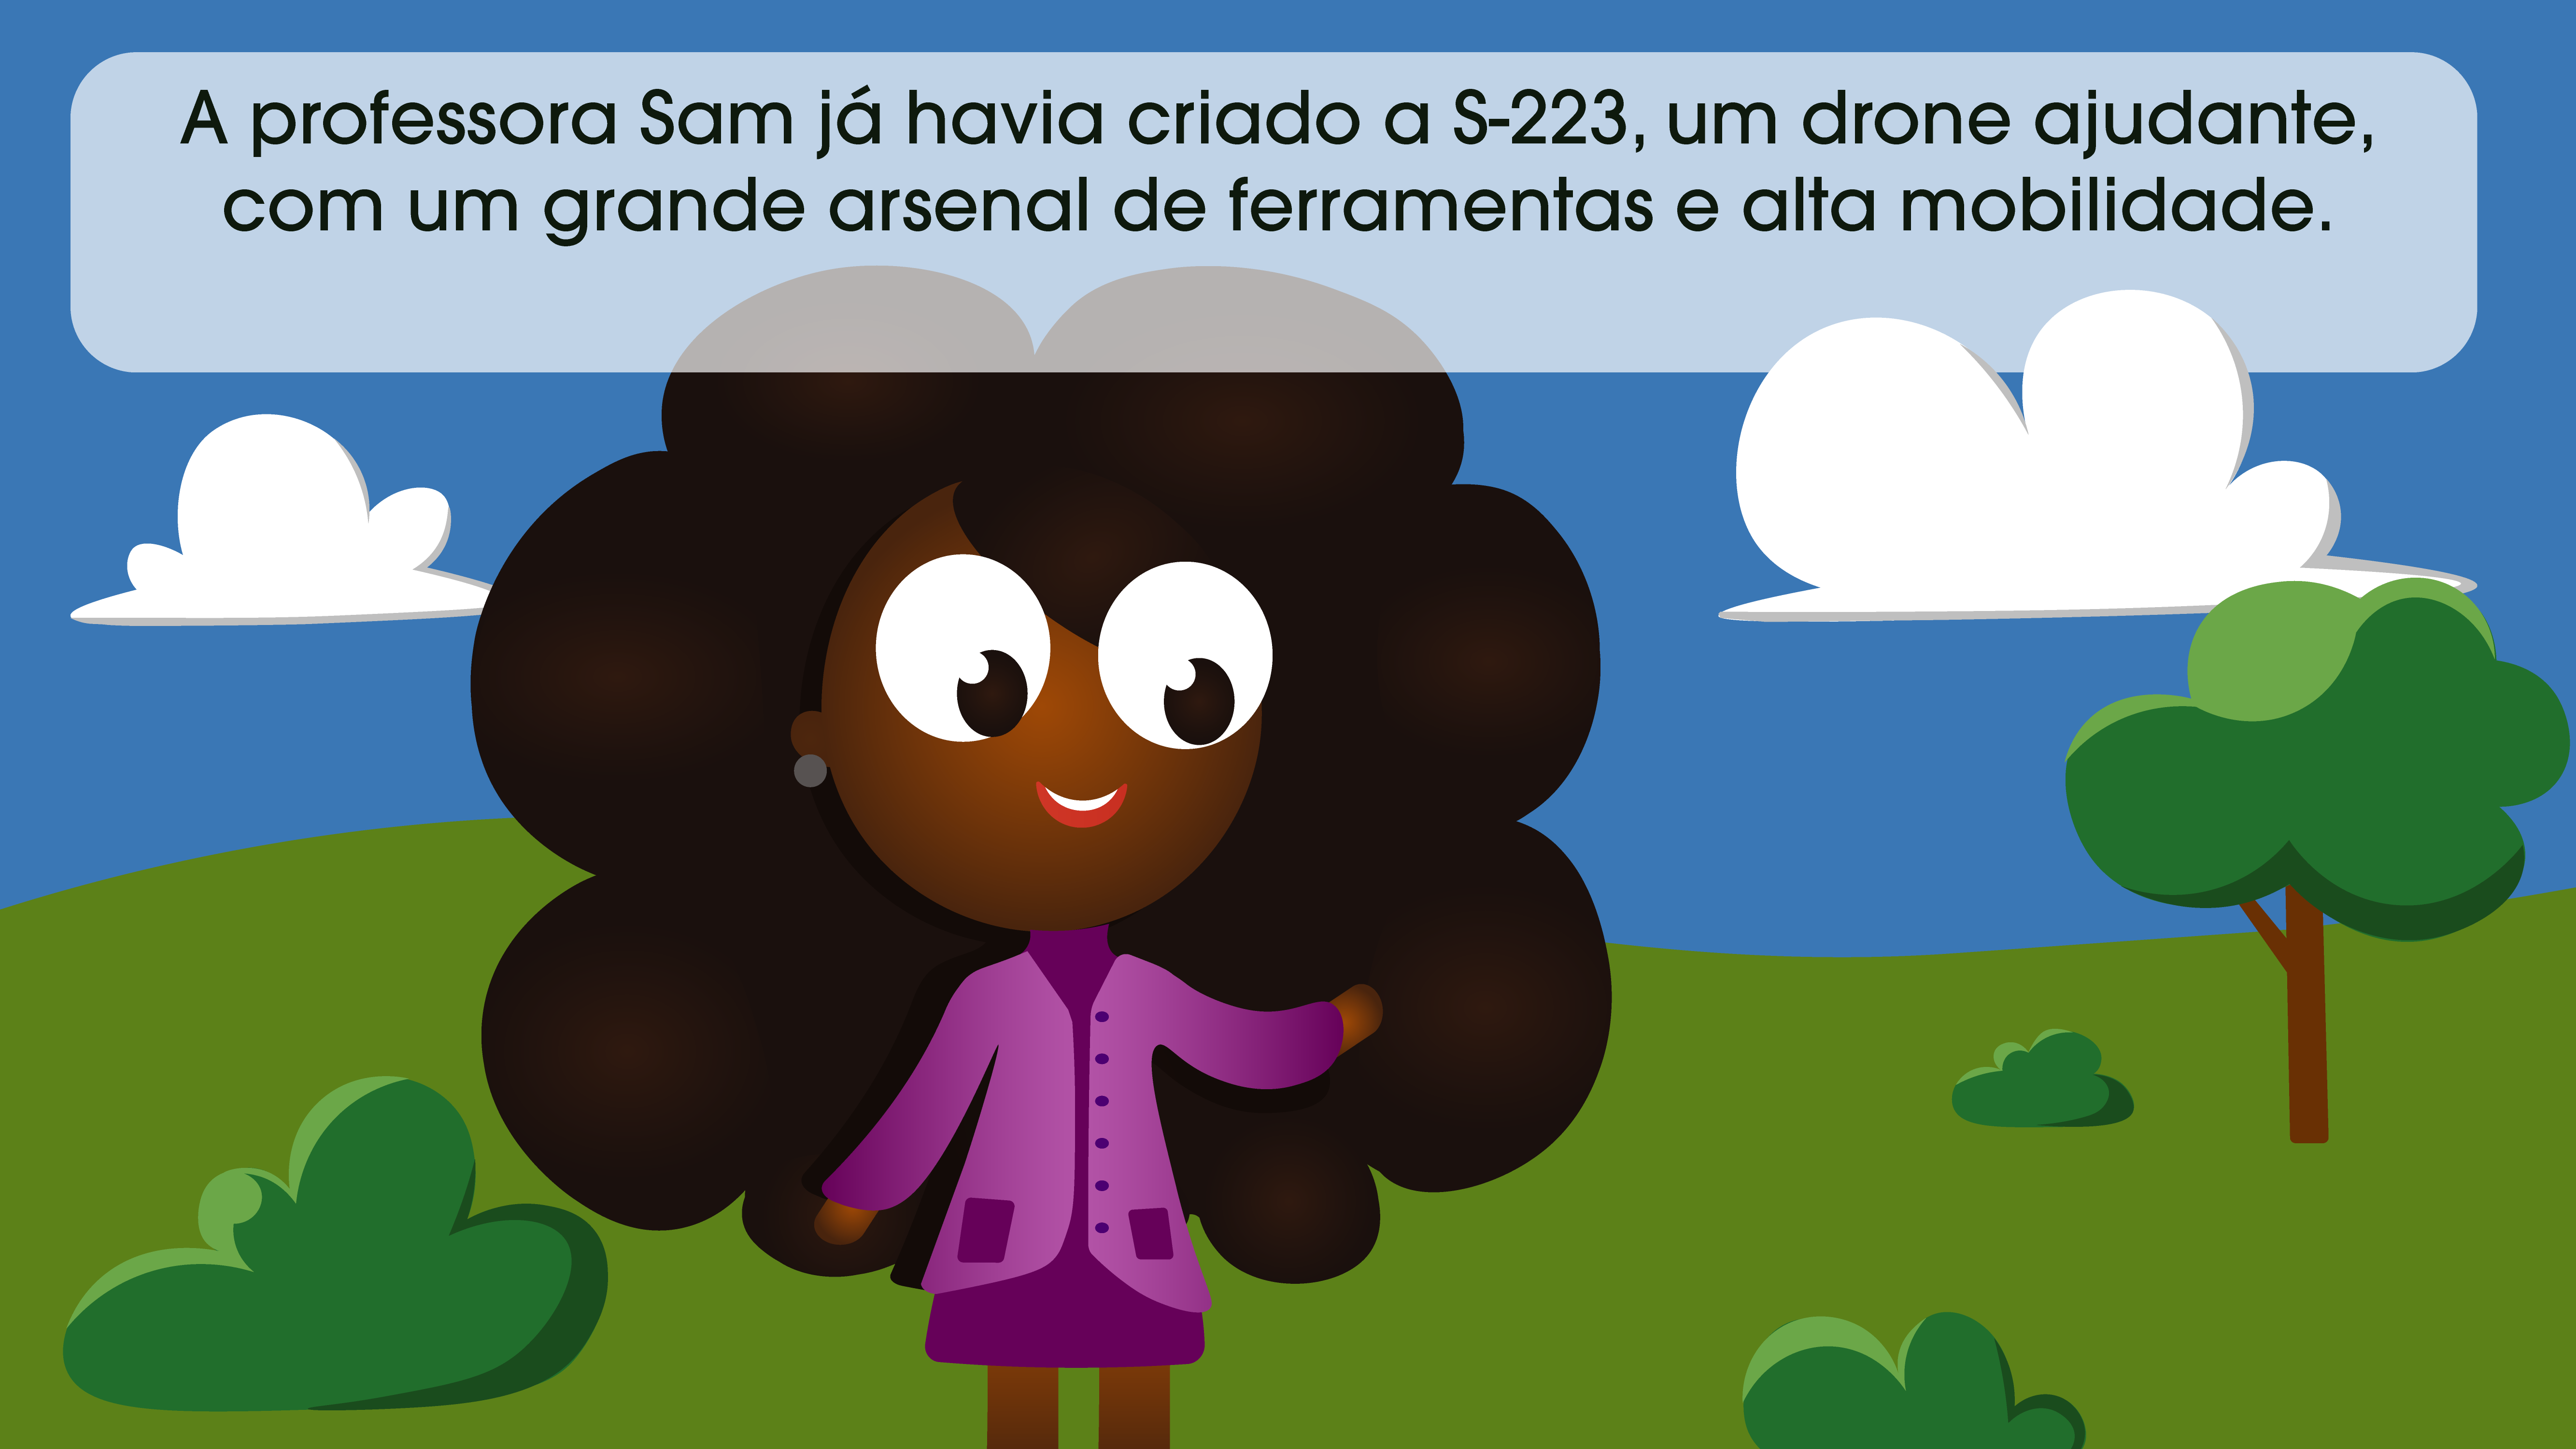 A professora Sam já havia criado a S-223, um drone ajudante,
com um grande arsenal de ferramentas e alta mobilidade.